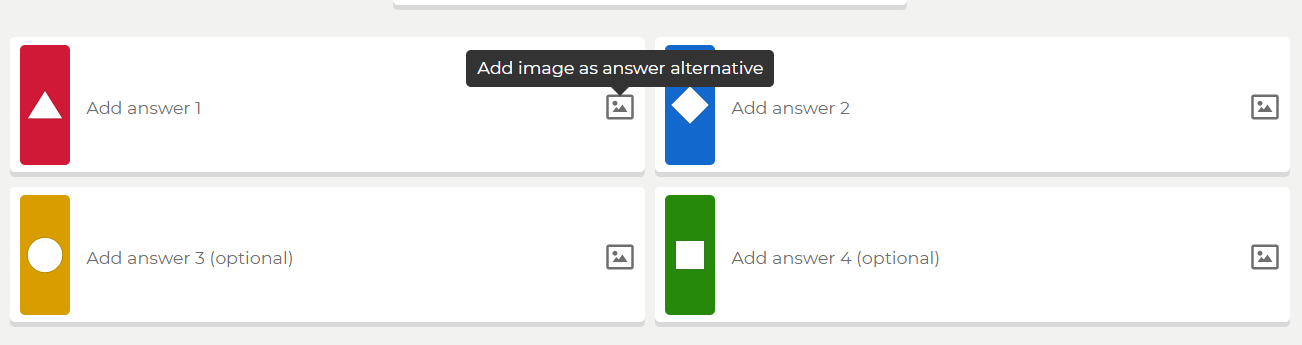 Add image as answer alternative
Add answer 1
Add answer 2
Add answer 3 (optional)
Add answer 4 (optional)